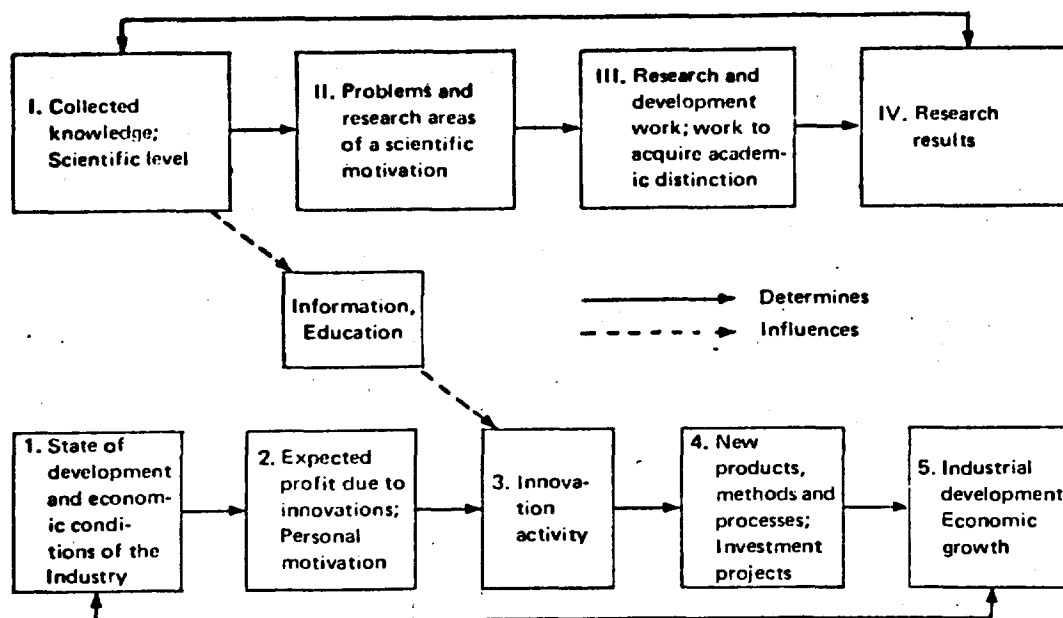 I. Collected
knowledge;
Scientific
level
II. Problems and
research areas
of a scientific
motivation
III. Research and
development
work; work to
acquire academ-
ic distinction
IV. Research
results
Information,
Education
Determines
Influences
1. State of
development
and econom-
ic condi-
tions of the
Industry
2. Expected
profit due to
innovations;
Personal
motivation
3. Innova-
tion
activity
4. New
products,
methods and
processes;
Investment
projects
5. Industrial
development
Economic
growth